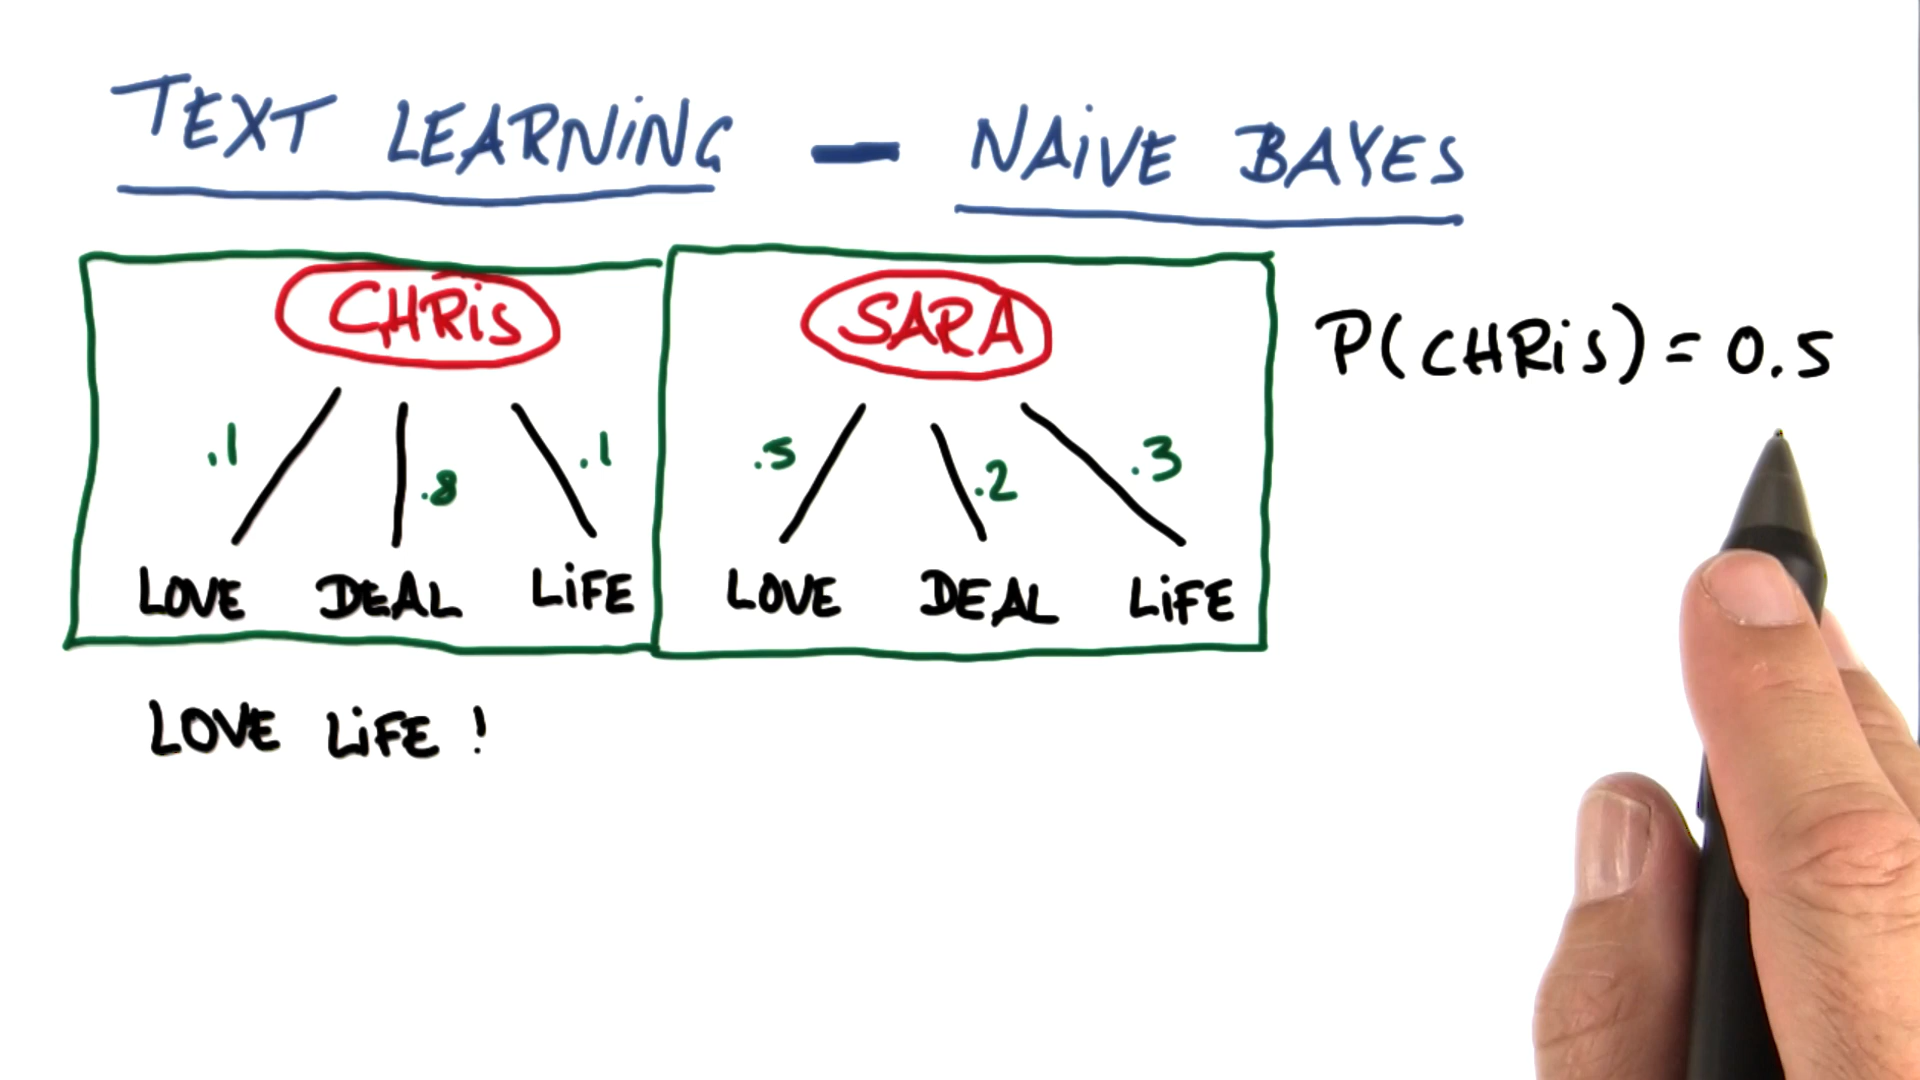 TEXT LEARNING - NAiVE BAYES
CHRiS
SARA
P(CHRiS) = 0.5
.1 .8 .1
.5 .2 .3
LOVE DEAL LiFE
LOVE DEAL LiFE
LOVE LiFE !